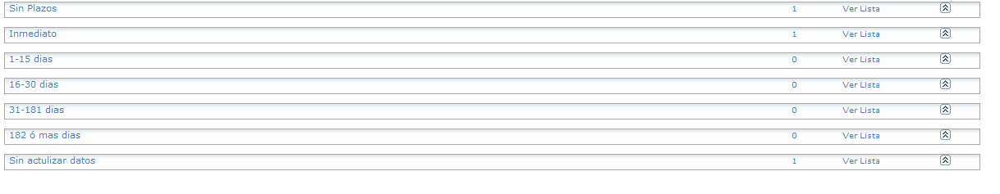 Sin Plazos 1 Ver Lista
Inmediato 1 Ver Lista
1-15 dias 0 Ver Lista
16-30 dias 0 Ver Lista
31-181 dias 0 Ver Lista
182 ó mas dias 0 Ver Lista
Sin actulizar datos 1 Ver Lista